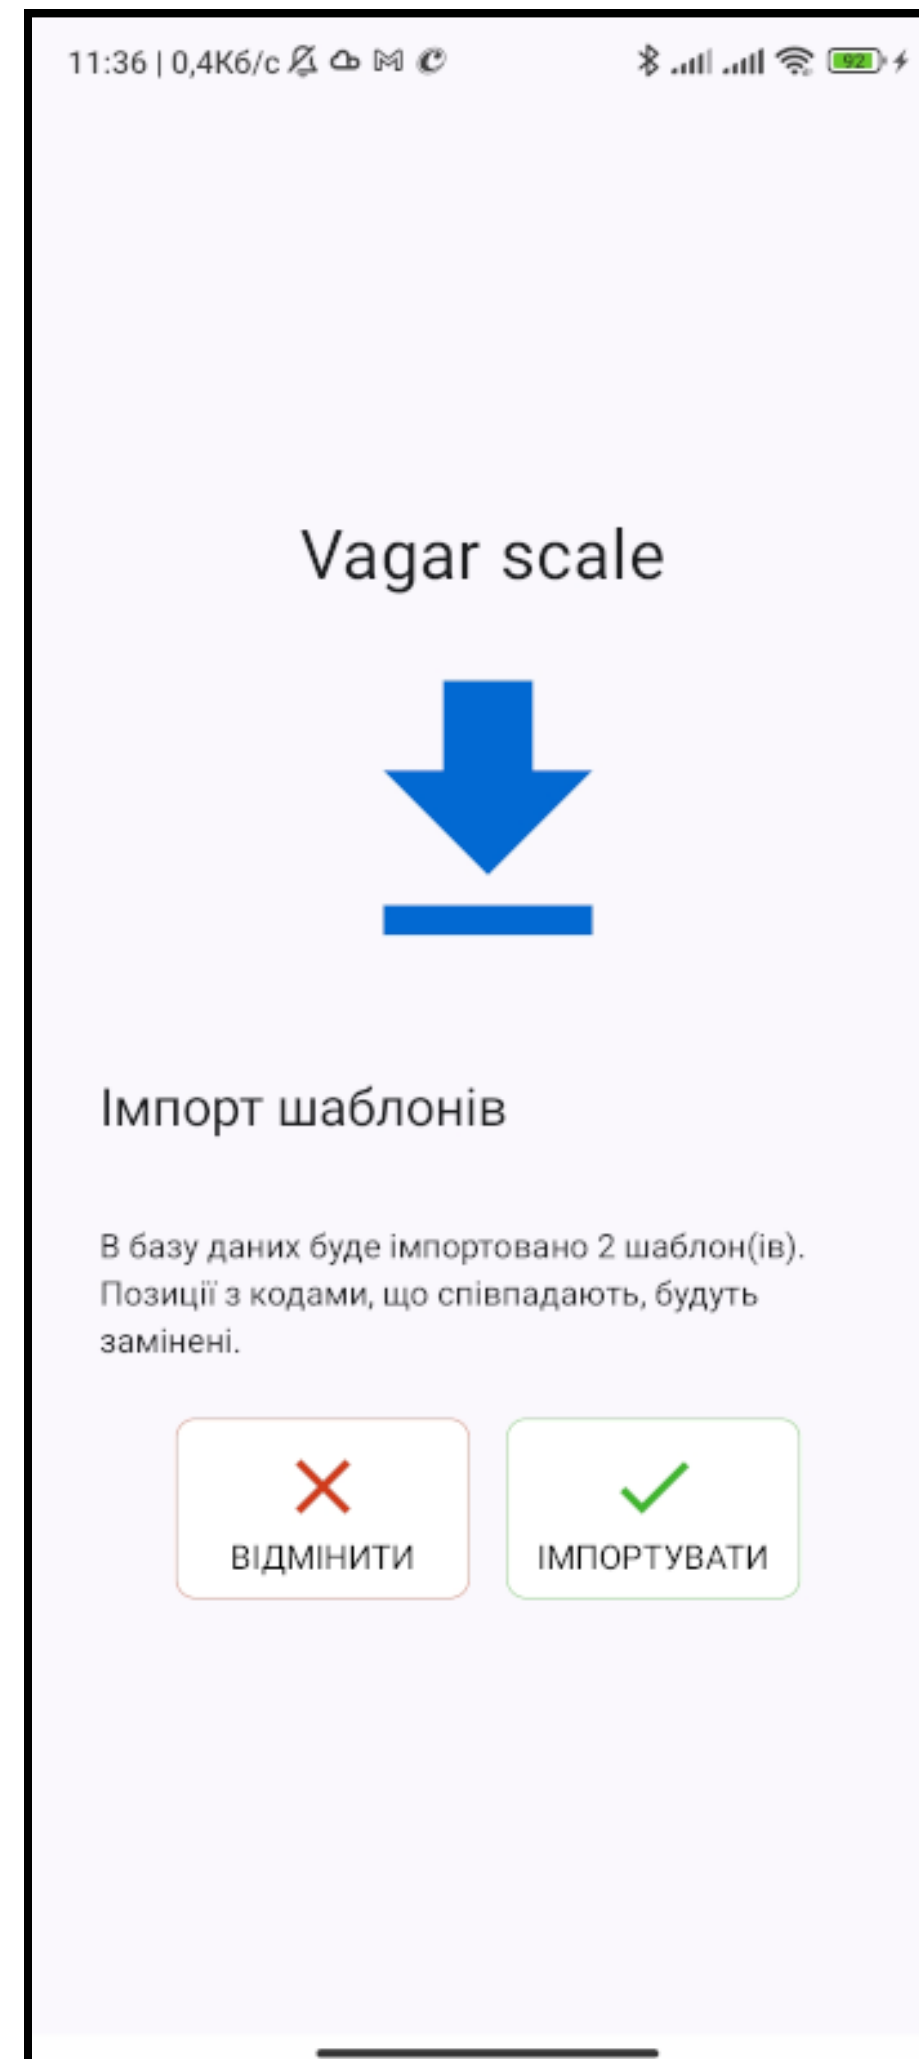 11:36 | 0,4Кб/с
92
Vagar scale
Імпорт шаблонів
В базу даних буде імпортовано 2 шаблон(ів).
Позиції з кодами, що співпадають, будуть
замінені.
ВІДМІНИТИ
ІМПОРТУВАТИ